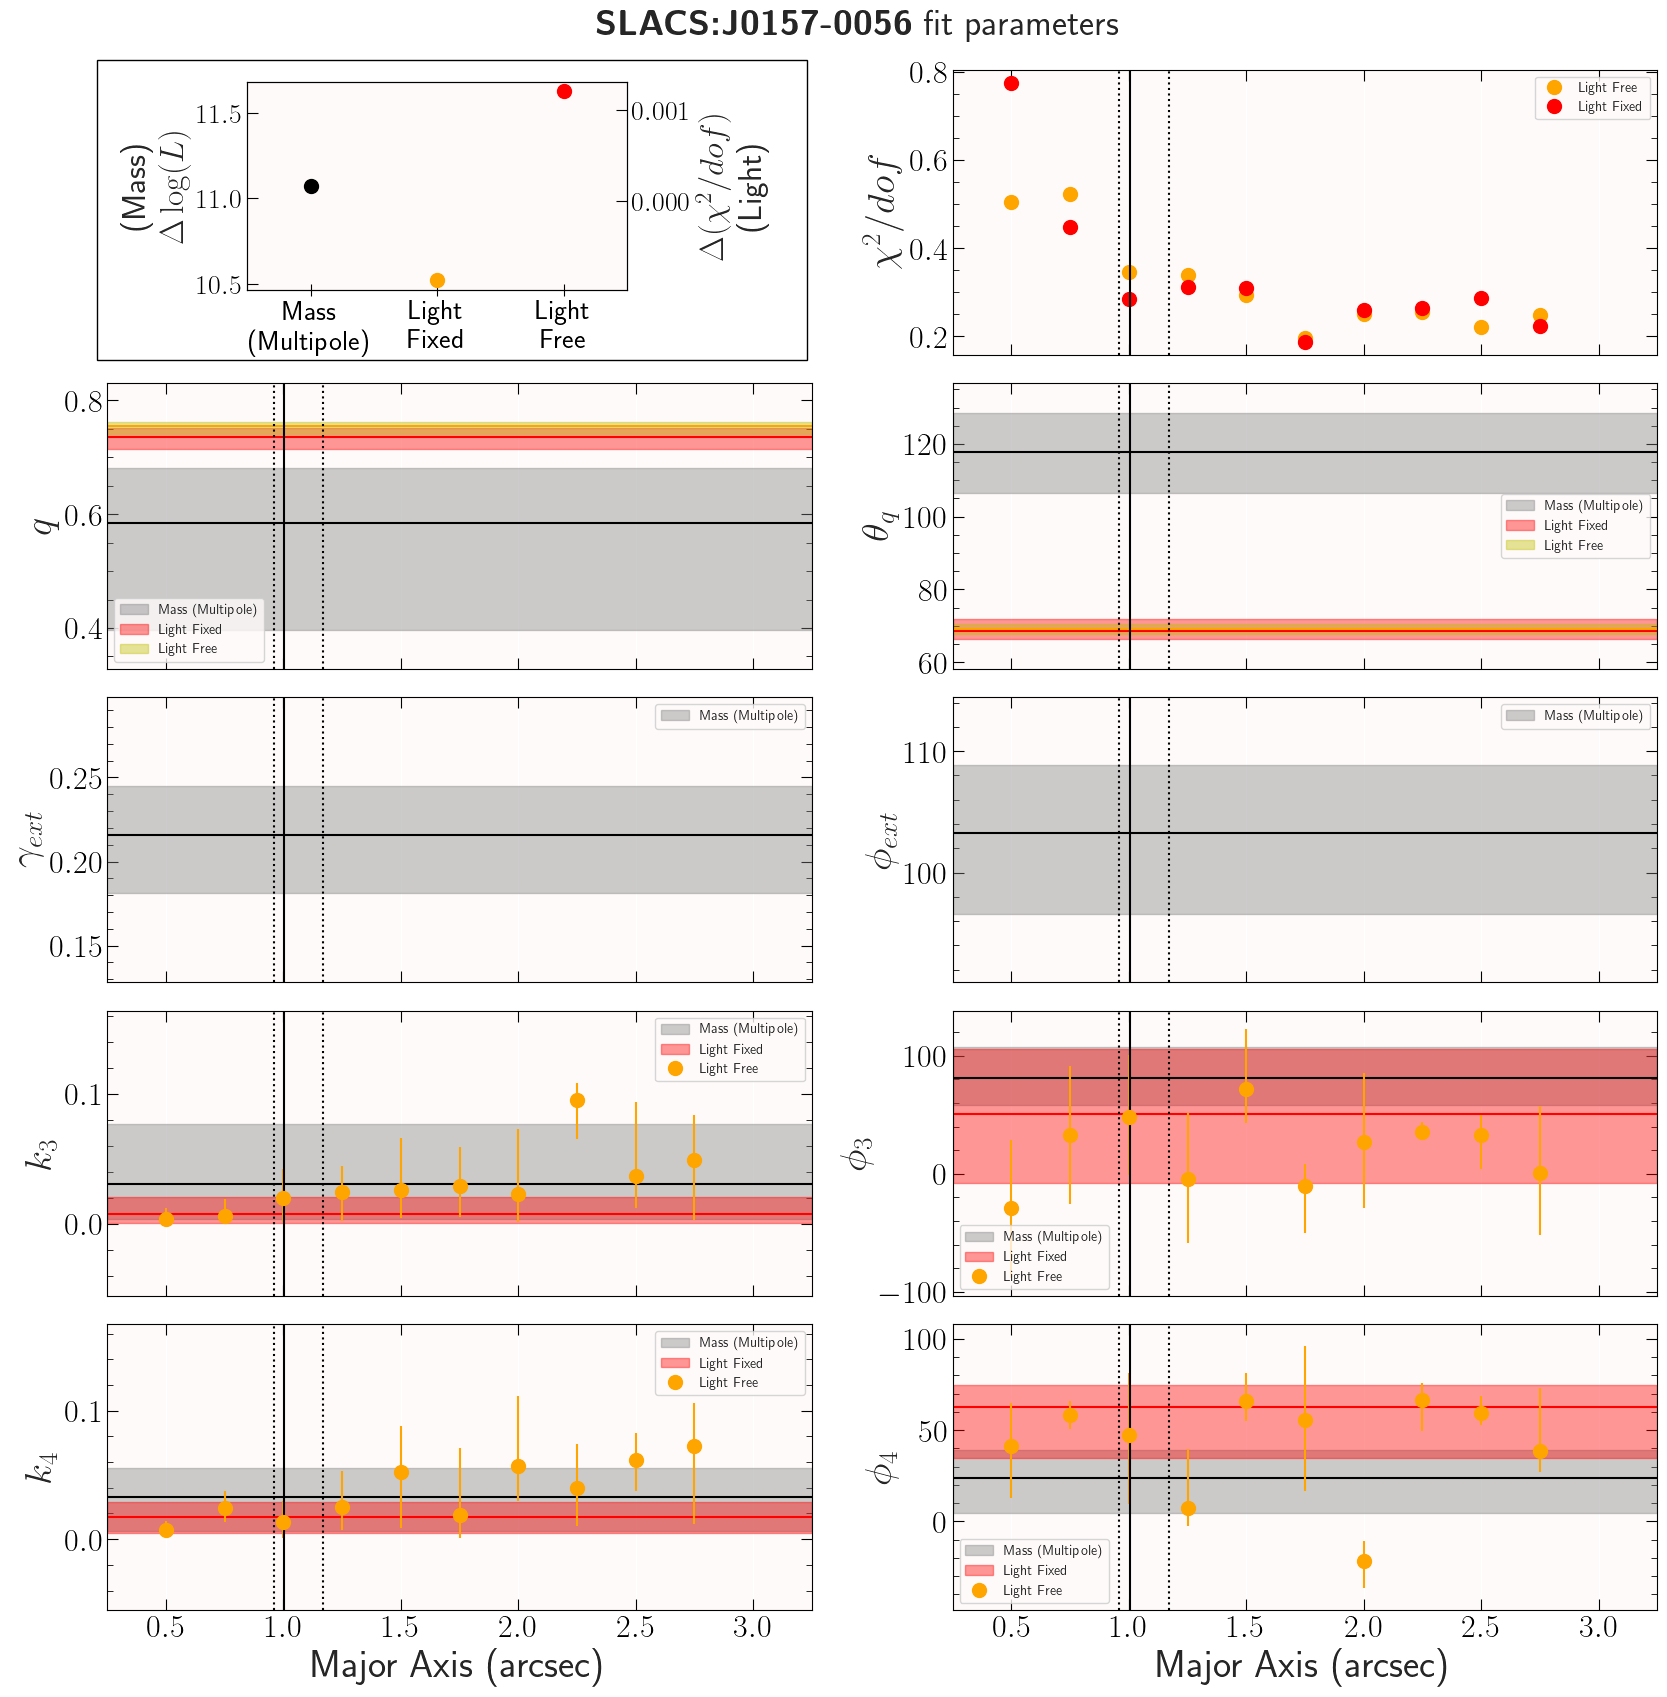 SLACS:J0157-0056 fit parameters
(Mass)
Δ log(L)
11.5
11.0
10.5
0.001
0.000
Δ(χ²/dof)
(Light)
Mass
(Multipole)
Light
Fixed
Light
Free
χ²/dof
0.8
0.6
0.4
0.2
Light Free
Light Fixed
q
0.8
0.6
0.4
Mass (Multipole)
Light Fixed
Light Free
θ_q
120
100
80
60
Mass (Multipole)
Light Fixed
Light Free
γ_ext
0.25
0.20
0.15
Mass (Multipole)
ϕ_ext
110
100
Mass (Multipole)
k₃
0.1
0.0
Mass (Multipole)
Light Fixed
Light Free
ϕ₃
100
0
−100
Mass (Multipole)
Light Fixed
Light Free
k₄
0.1
0.0
Mass (Multipole)
Light Fixed
Light Free
0.5 1.0 1.5 2.0 2.5 3.0
Major Axis (arcsec)
ϕ₄
100
50
0
Mass (Multipole)
Light Fixed
Light Free
0.5 1.0 1.5 2.0 2.5 3.0
Major Axis (arcsec)